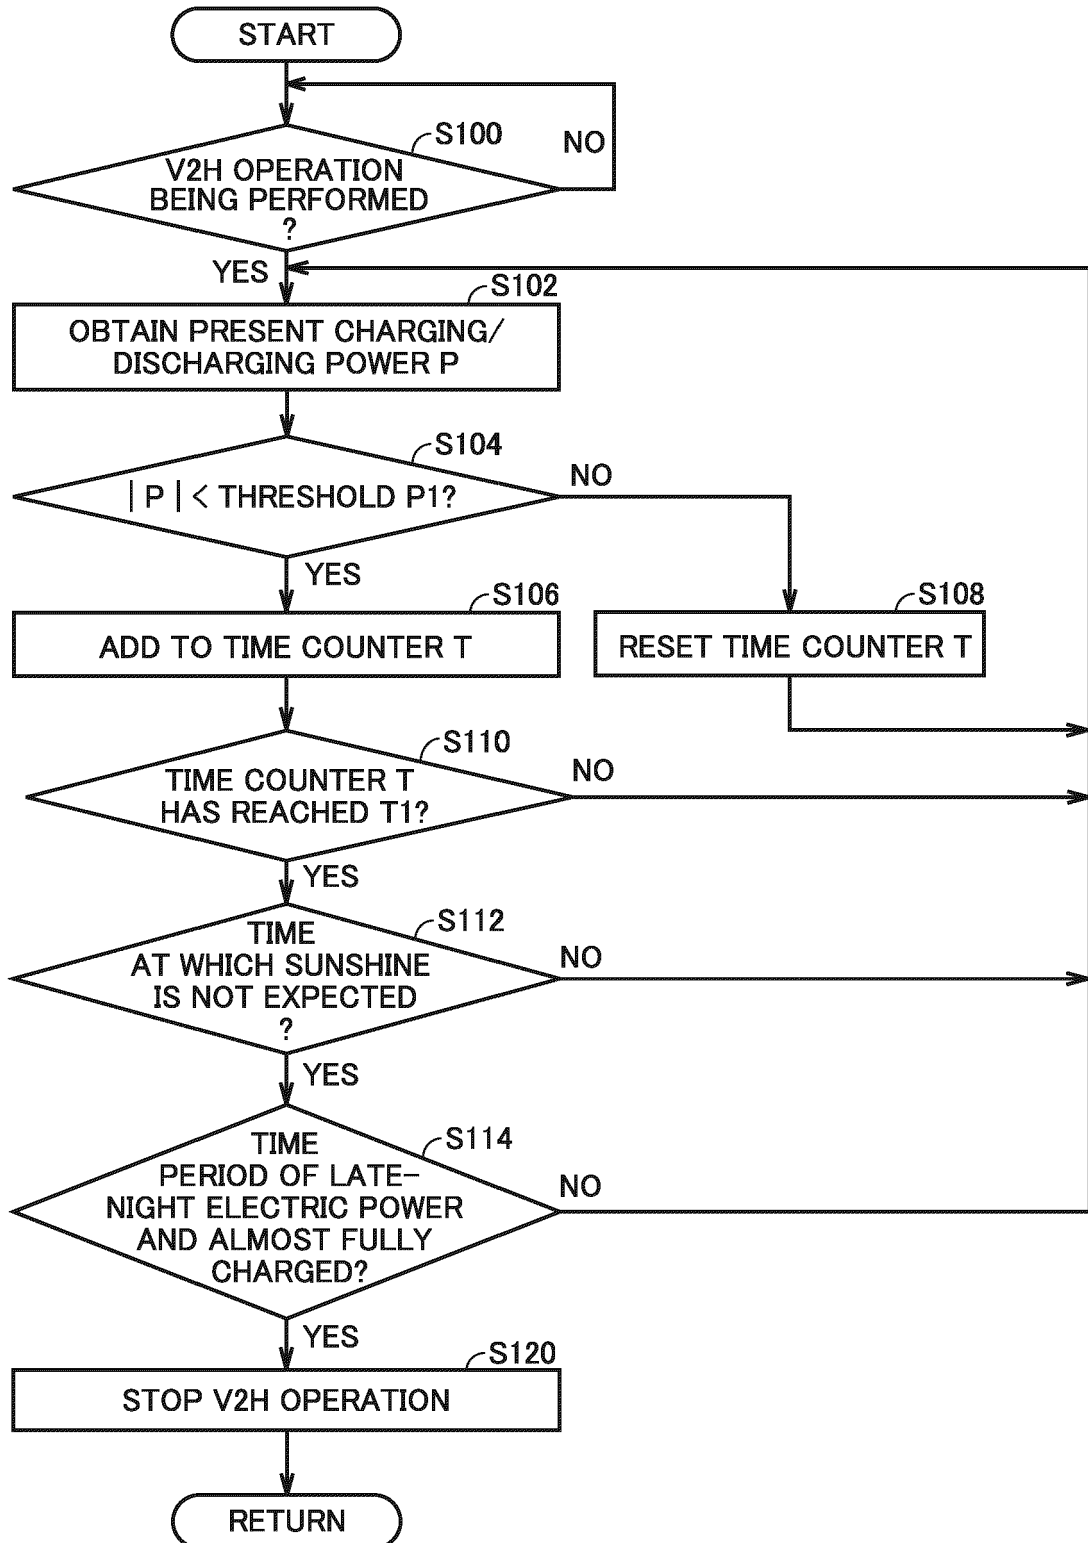 START
S100
NO
V2H OPERATION
BEING PERFORMED
?
YES
S102
OBTAIN PRESENT CHARGING/
DISCHARGING POWER P
S104
NO
| P | < THRESHOLD P1?
YES
S106
S108
ADD TO TIME COUNTER T
RESET TIME COUNTER T
S110
NO
TIME COUNTER T
HAS REACHED T1?
YES
S112
TIME
AT WHICH SUNSHINE
IS NOT EXPECTED
?
NO
YES
S114
TIME
PERIOD OF LATE-
NIGHT ELECTRIC POWER
AND ALMOST FULLY
CHARGED?
NO
YES
S120
STOP V2H OPERATION
RETURN